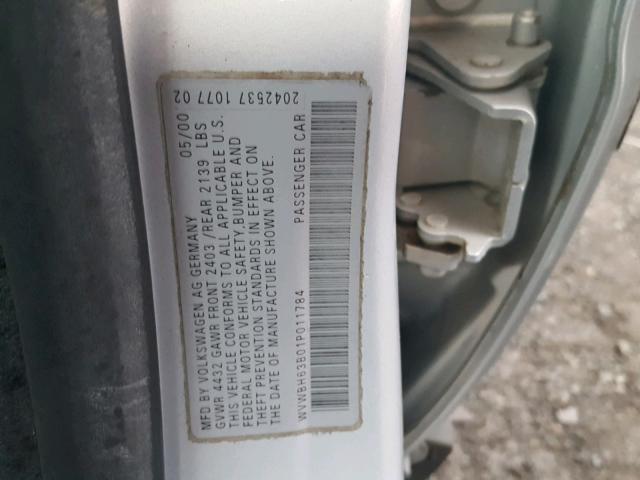 MFD BY VOLKSWAGEN AG GERMANY 05/00
GVWR 4432 GAWR FRONT 2403 /REAR 2139 LBS
THIS VEHICLE CONFORMS TO ALL APPLICABLE U.S.
FEDERAL MOTOR VEHICLE SAFETY,BUMPER AND
THEFT PREVENTION STANDARDS IN EFFECT ON
THE DATE OF MANUFACTURE SHOWN ABOVE.
2042537 1077 02
WVWBH63B01P011784 PASSENGER CAR